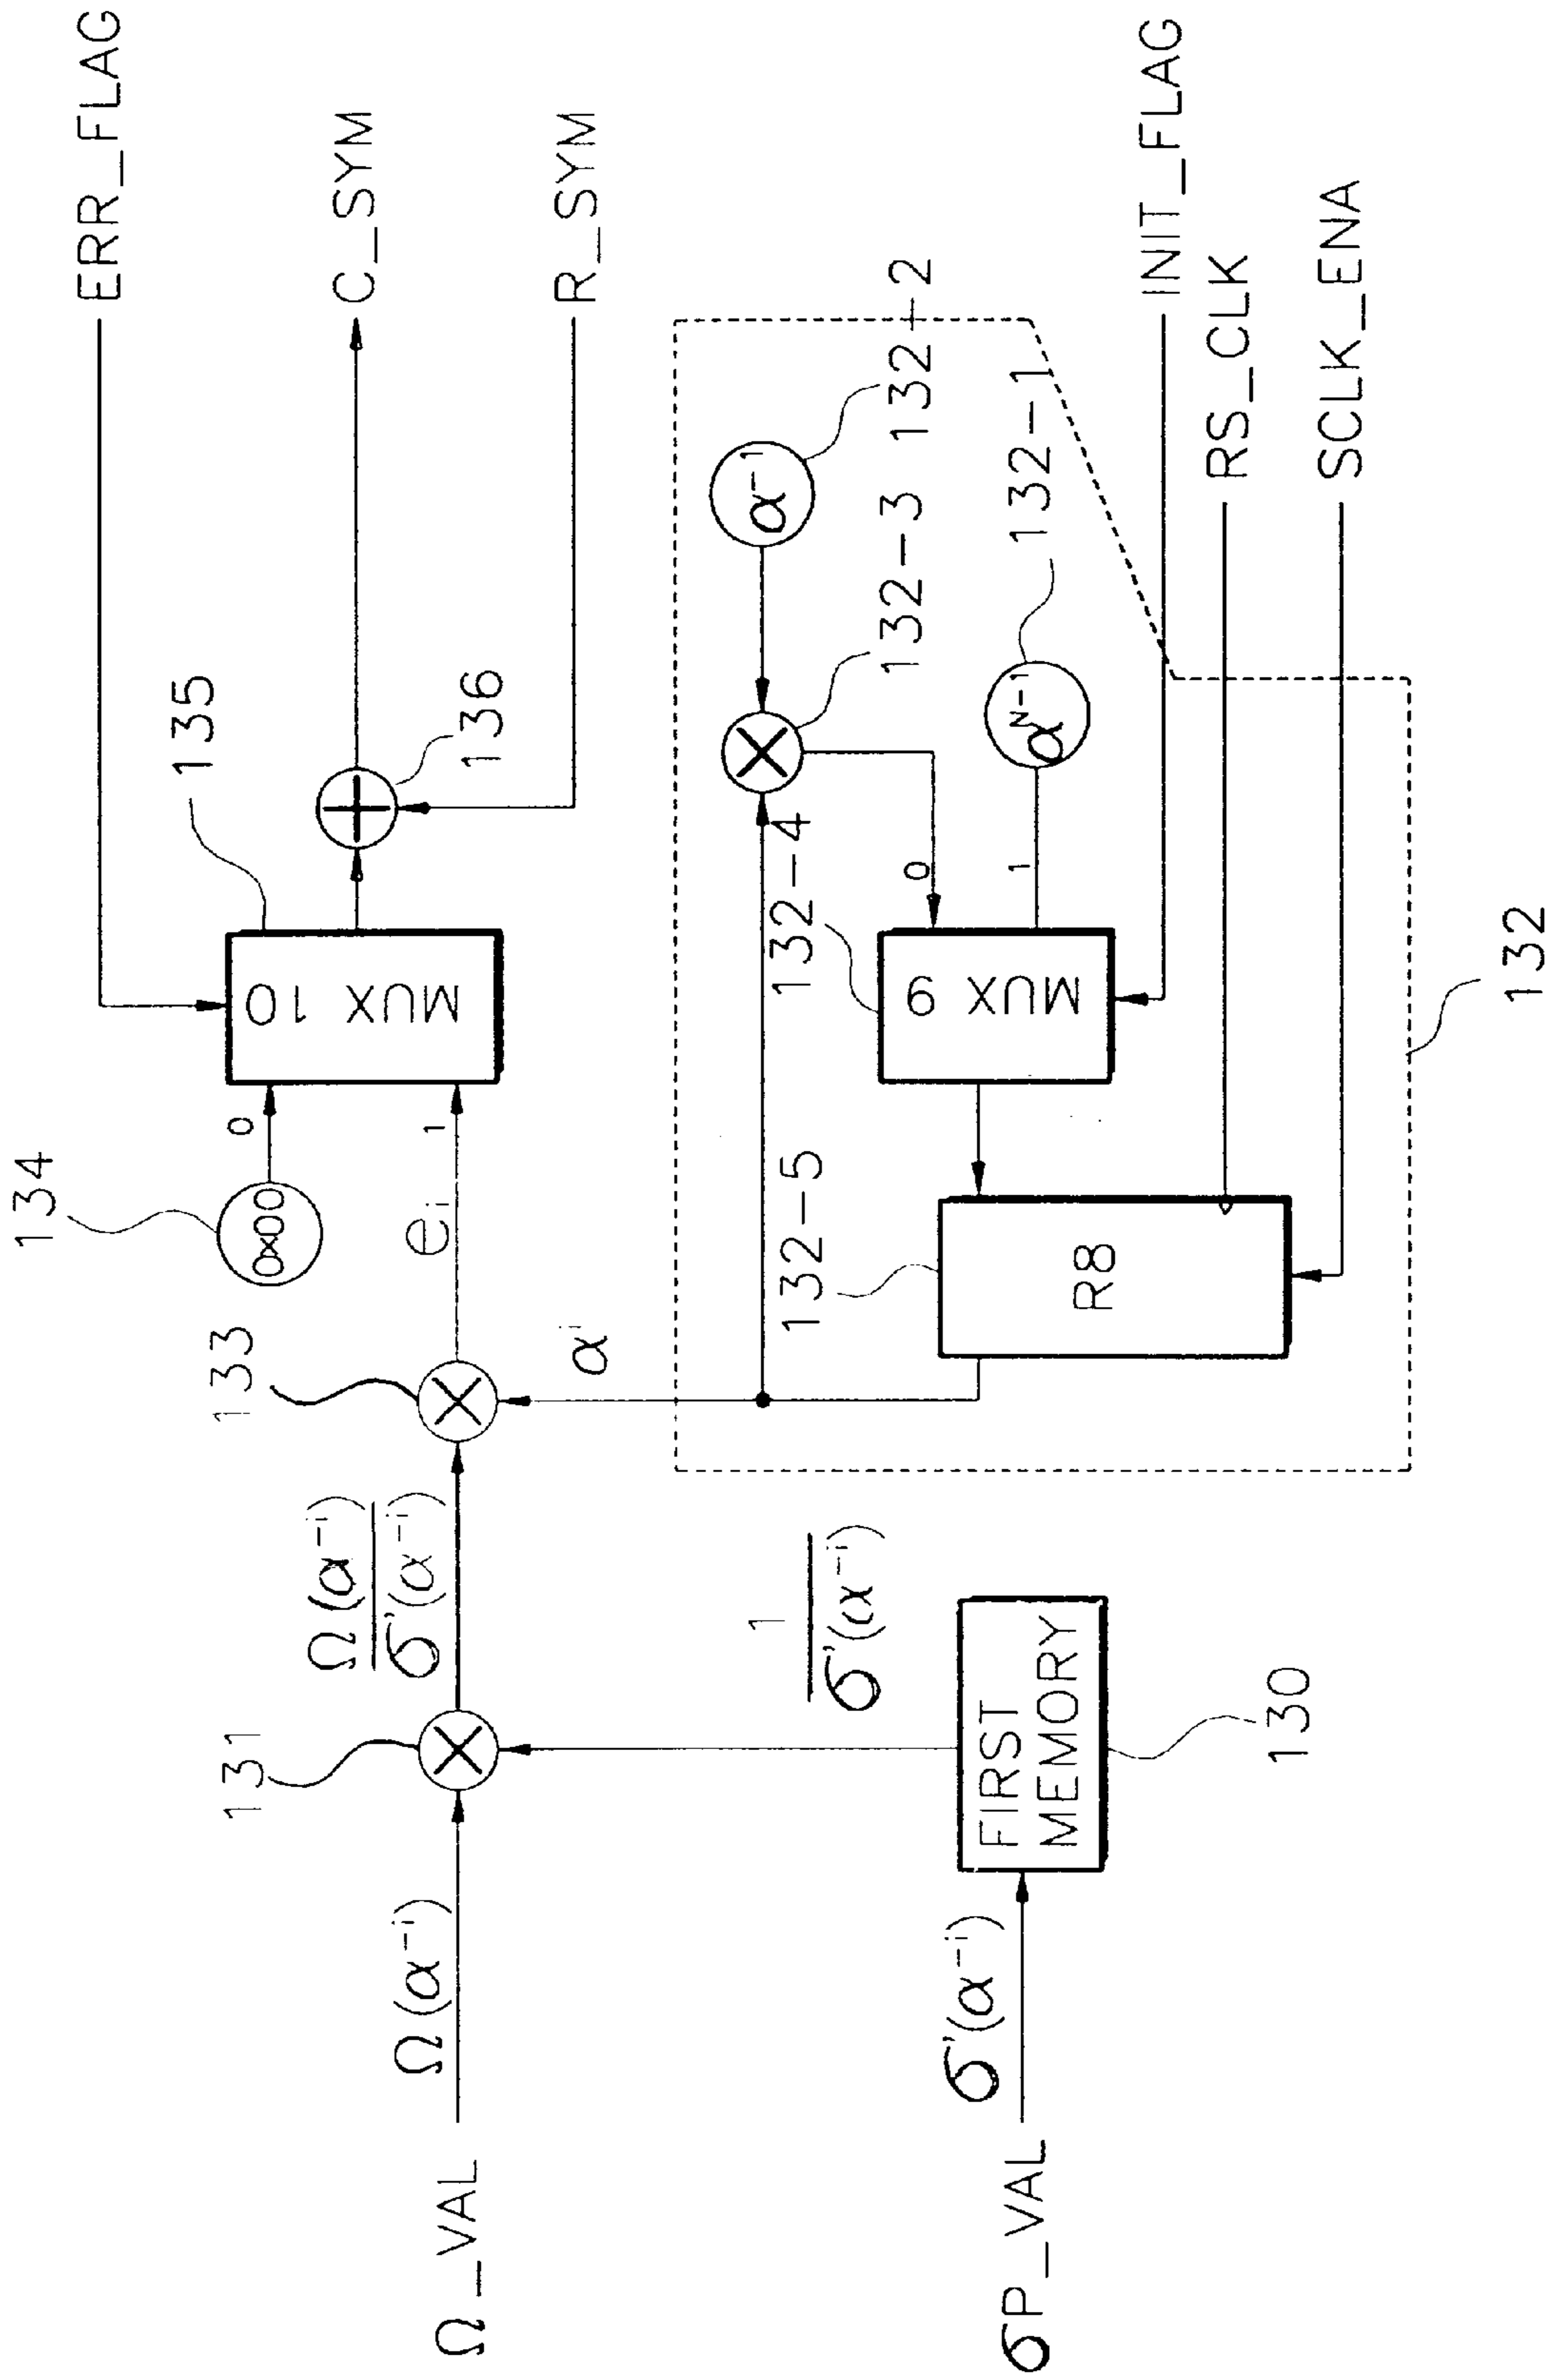 ERR_FLAG
C_SYM
R_SYM
134
0x00
0
135
MUX 10
136
133
e_i
1
131
Ω_VAL
Ω(α⁻ⁱ)
Ω(α⁻ⁱ)
σ'(α⁻ⁱ)
αⁱ
1
σ'(α⁻ⁱ)
σP_VAL
σ'(α⁻ⁱ)
FIRST
MEMORY
130
132-5
R8
132-4
MUX 9
0
1
132-3
α⁻¹
132-2
αᴺ⁻¹
132-1
INIT_FLAG
RS_CLK
SCLK_ENA
132